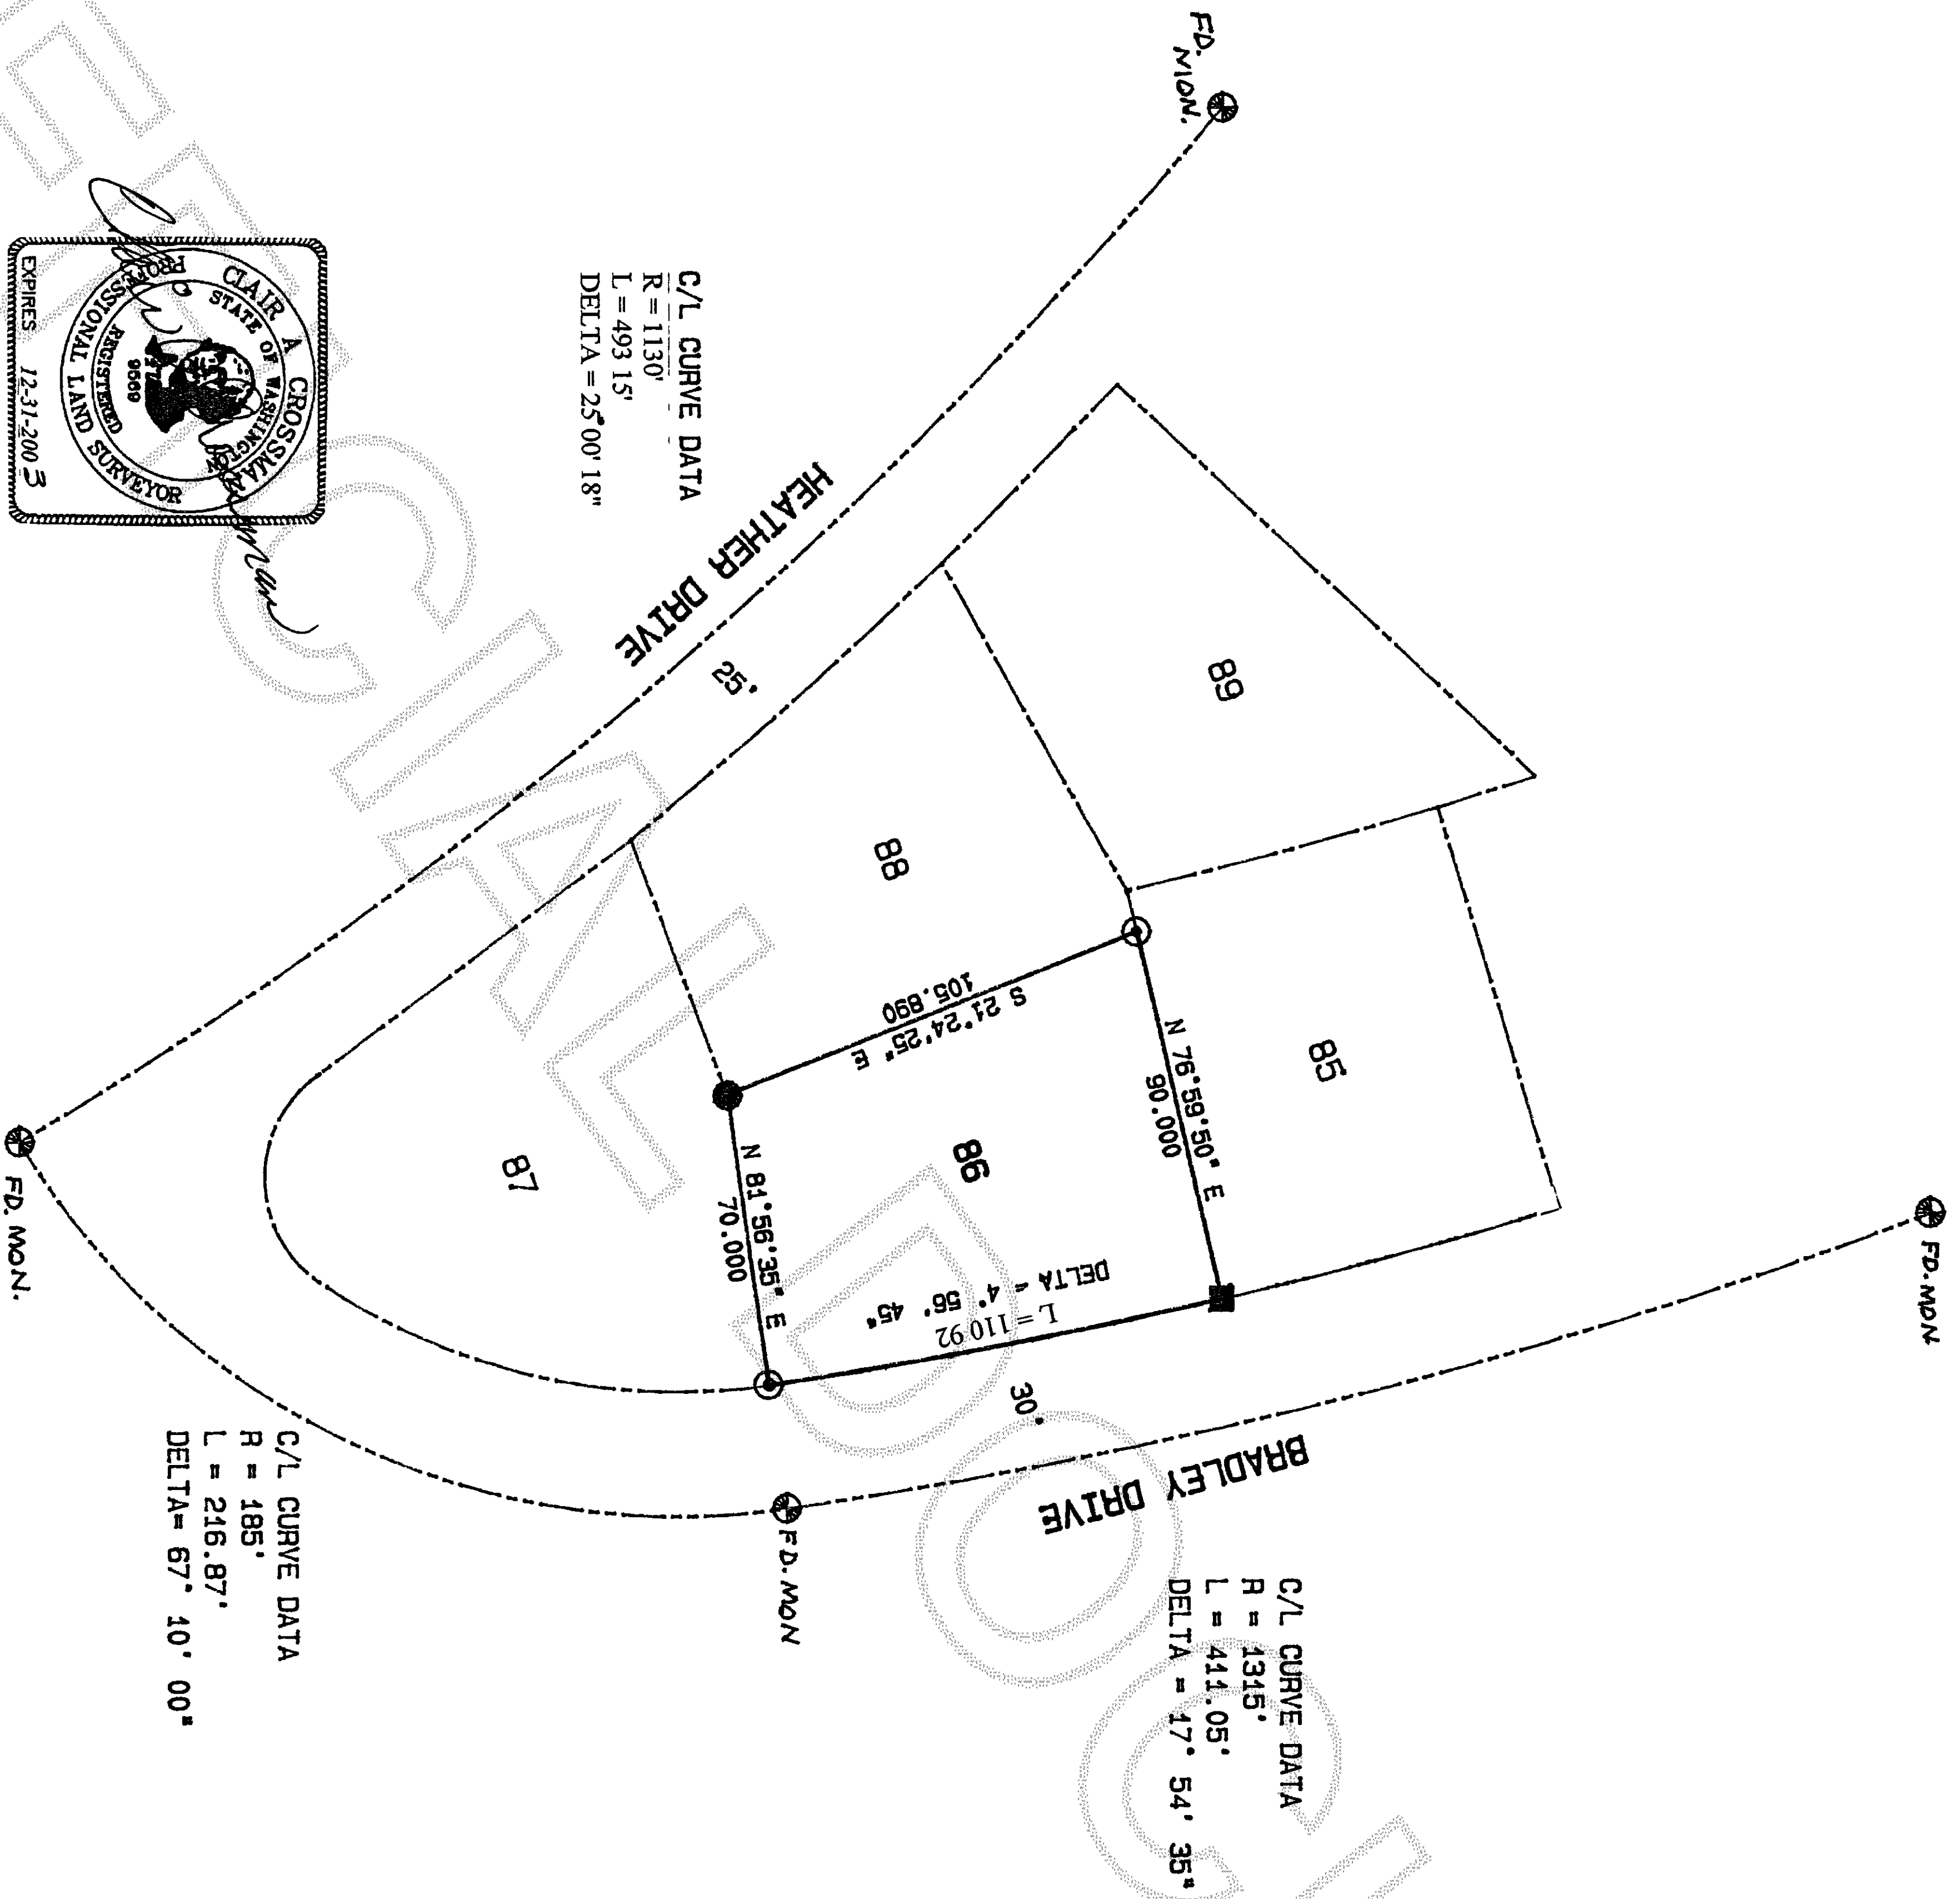 FD. MON.
C/L CURVE DATA
R = 1130'
L = 493 15'
DELTA = 25°00'18"
HEATHER DRIVE
25'
89
88
85
86
87
N 76°59'50" E
90.000
S 21°24'25" E
105.890
N 81°56'35" E
70.000
DELTA = 4° 56' 45"
L = 110 92
30'
BRADLEY DRIVE
FD. MON
FD. MON
FD. MON.
C/L CURVE DATA
R = 1315'
L = 411.05'
DELTA = 17° 54' 35"
C/L CURVE DATA
R = 185'
L = 216.87'
DELTA= 67° 10' 00"
CLAIR A CROSSMAN
STATE OF WASHINGTON
REGISTERED
9569
PROFESSIONAL LAND SURVEYOR
EXPIRES 12-31-2003